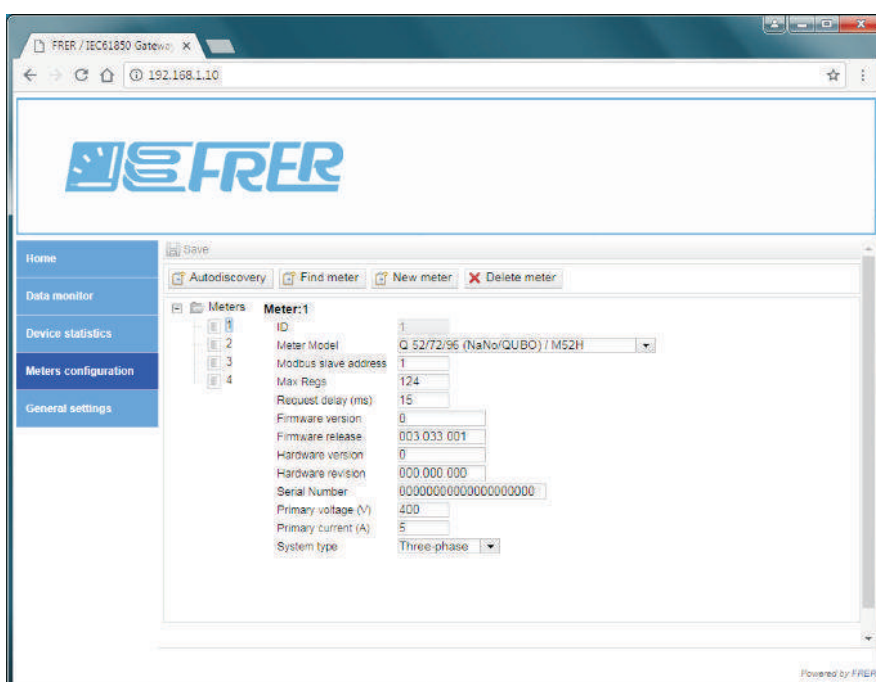 FRER / IEC61850 Gateway
192.168.1.10
FRER
Save
Home
Data monitor
Device statistics
Meters configuration
General settings
Autodiscovery Find meter New meter Delete meter
Meters
1
2
3
4
Meter:1
ID 1
Meter Model Q 52/72/96 (NaNo/QUBO) / M52H
Modbus slave address 1
Max Regs 124
Request delay (ms) 15
Firmware version 0
Firmware release 003.033.001
Hardware version 0
Hardware revision 000.000.000
Serial Number 00000000000000000000
Primary voltage (V) 400
Primary current (A) 5
System type Three-phase
Powered by FRER